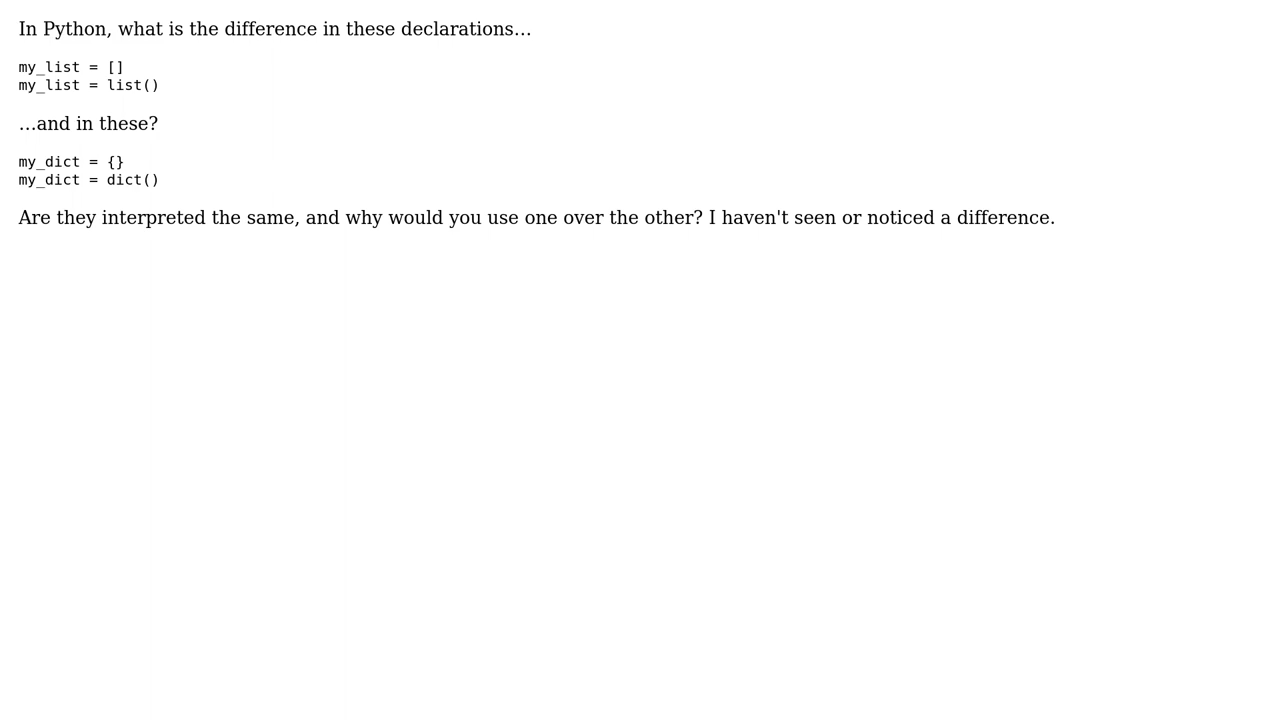 In Python, what is the difference in these declarations…
my_list = []
my_list = list()
…and in these?
my_dict = {}
my_dict = dict()
Are they interpreted the same, and why would you use one over the other? I haven't seen or noticed a difference.